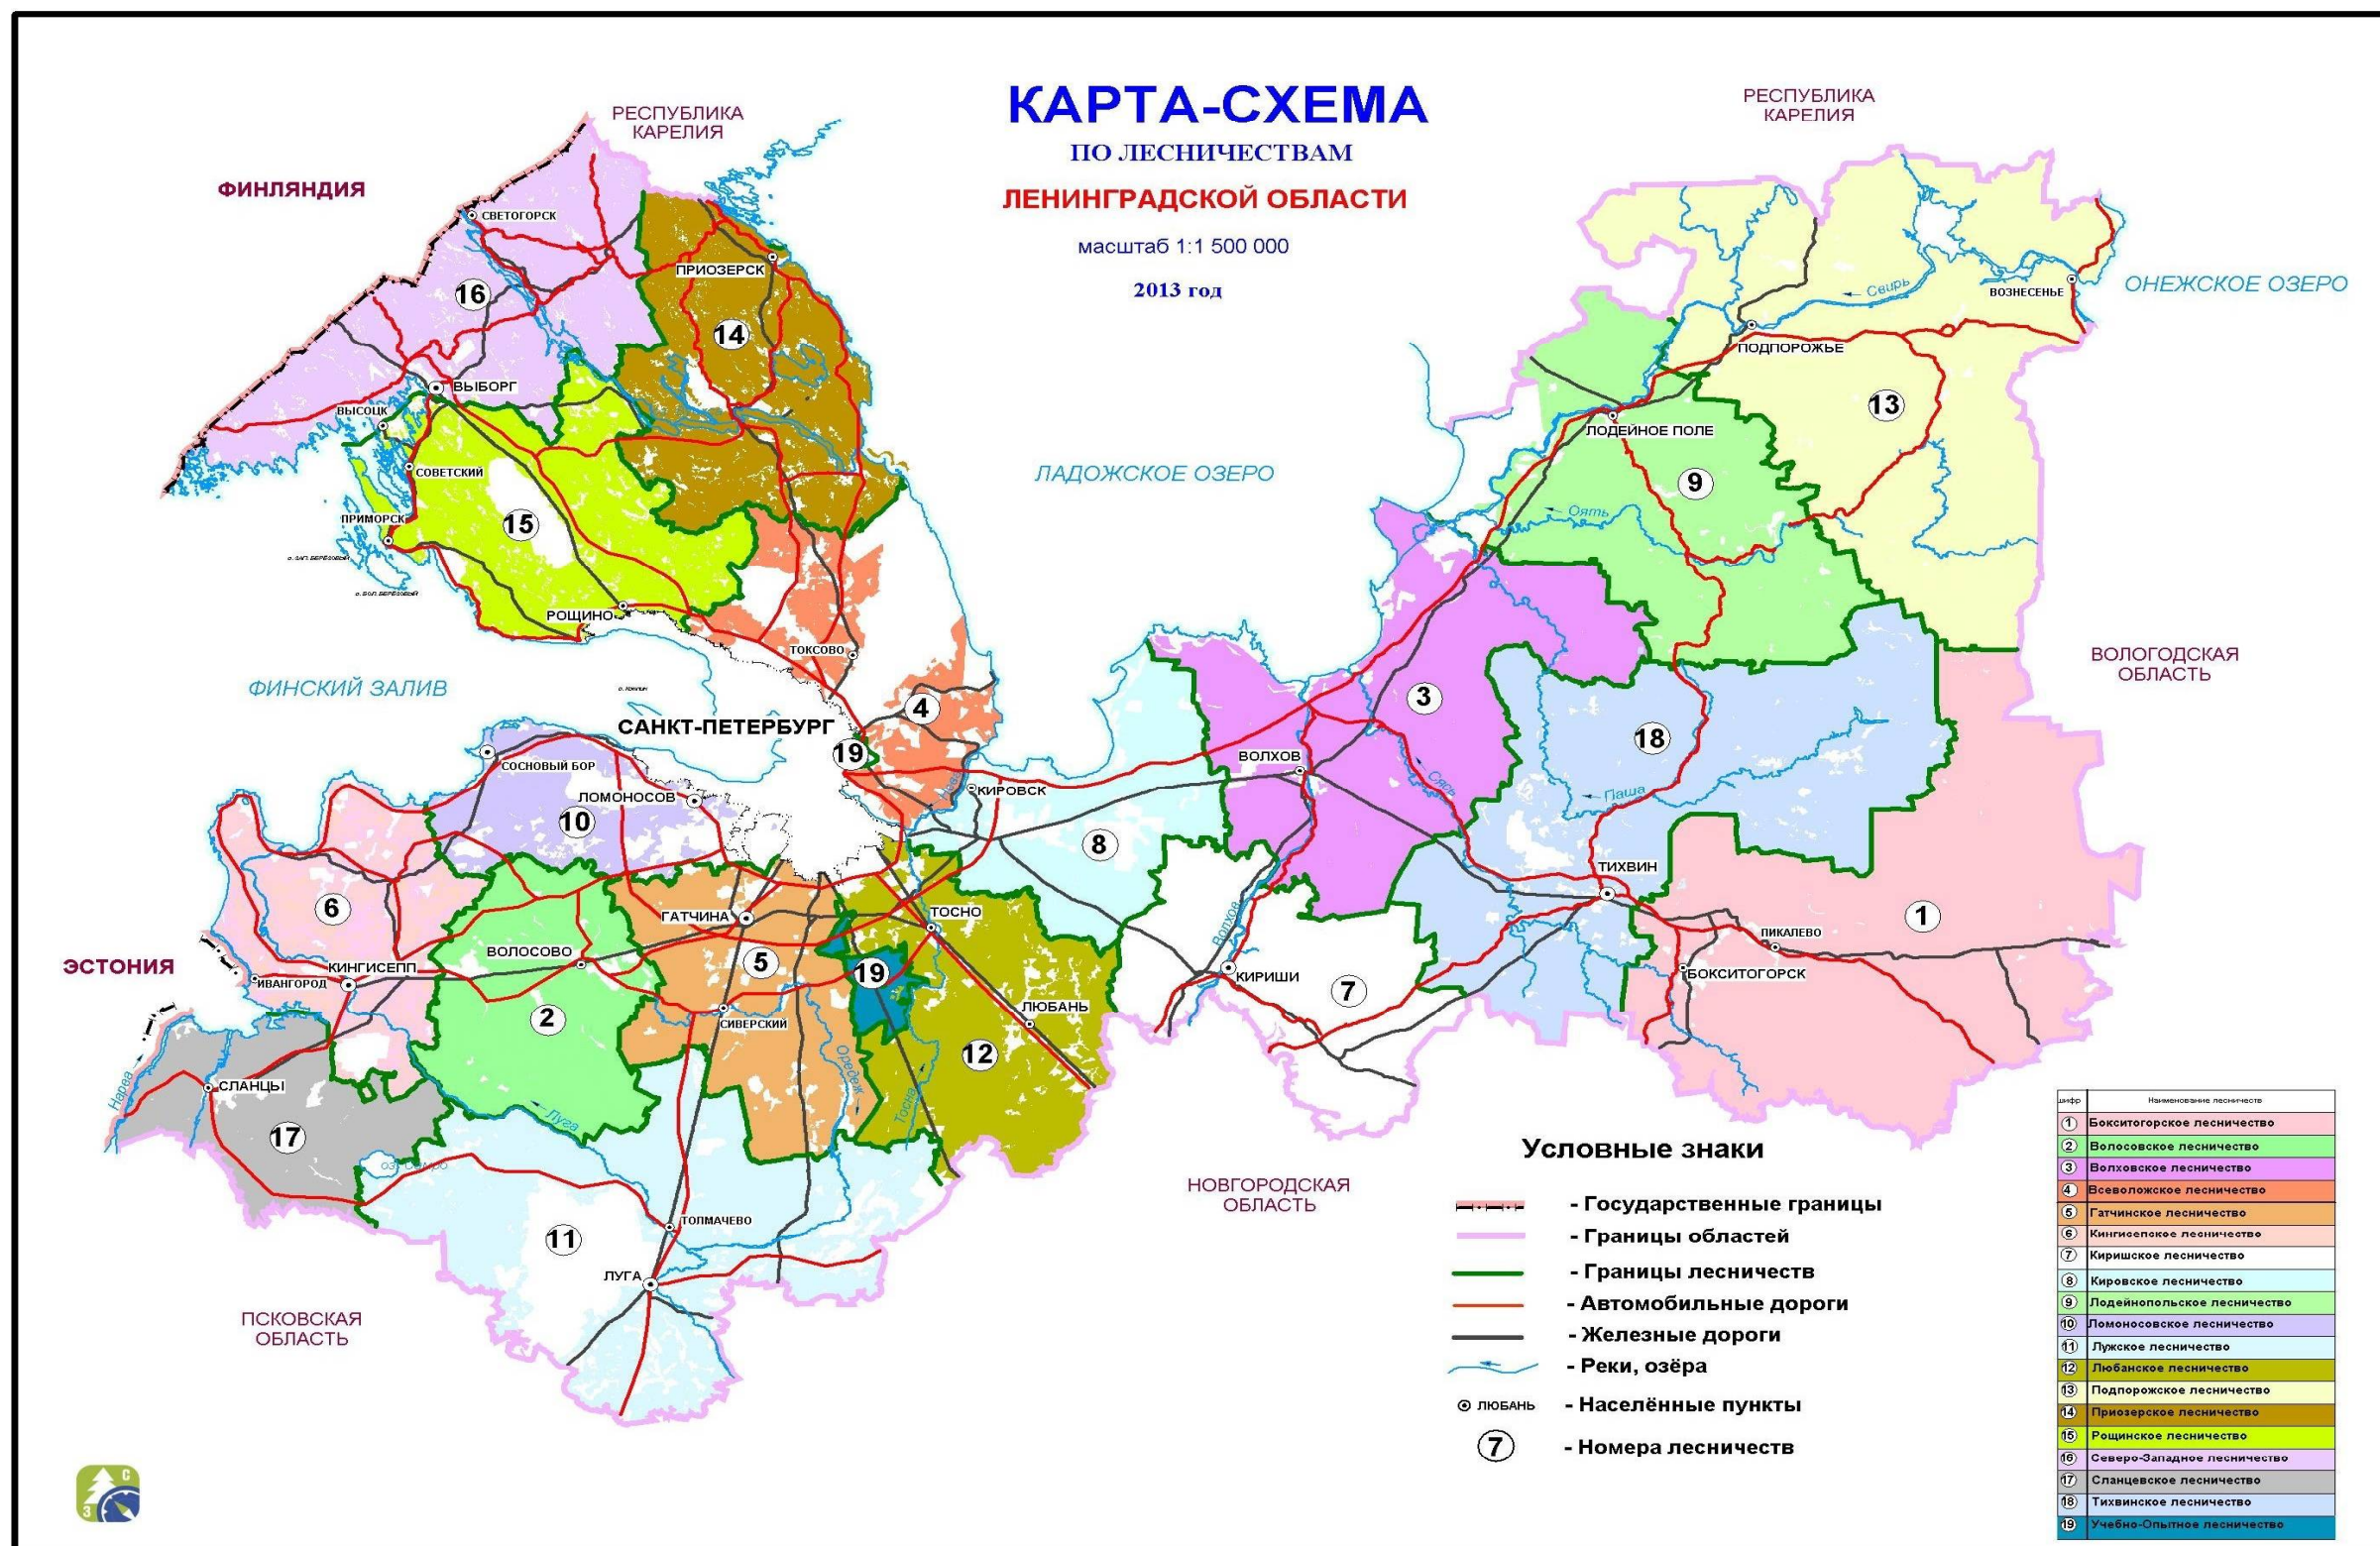 КАРТА-СХЕМА
ПО ЛЕСНИЧЕСТВАМ
ЛЕНИНГРАДСКОЙ ОБЛАСТИ
масштаб 1:1 500 000
2013 год
РЕСПУБЛИКА
КАРЕЛИЯ
РЕСПУБЛИКА
КАРЕЛИЯ
ФИНЛЯНДИЯ
СВЕТОГОРСК
ПРИОЗЕРСК
16
14
ВЫБОРГ
ВЫСОЦК
СОВЕТСКИЙ
ПРИМОРСК
15
о. ЗАП. БЕРЁЗОВЫЙ
о. БОЛ. БЕРЁЗОВЫЙ
РОЩИНО
ТОКСОВО
ФИНСКИЙ ЗАЛИВ
САНКТ-ПЕТЕРБУРГ
4
19
ЛАДОЖСКОЕ ОЗЕРО
ОНЕЖСКОЕ ОЗЕРО
ВОЗНЕСЕНЬЕ
Свирь
ПОДПОРОЖЬЕ
13
ЛОДЕЙНОЕ ПОЛЕ
9
Оять
ВОЛОГОДСКАЯ
ОБЛАСТЬ
3
18
ВОЛХОВ
Сясь
Паша
СОСНОВЫЙ БОР
ЛОМОНОСОВ
10
КИРОВСК
8
ТИХВИН
6
ГАТЧИНА
ТОСНО
Волхов
1
ПИКАЛЕВО
ЭСТОНИЯ
КИНГИСЕПП
ИВАНГОРОД
ВОЛОСОВО
5
19
КИРИШИ
7
БОКСИТОГОРСК
2
СИВЕРСКИЙ
ЛЮБАНЬ
12
Оредеж
Тосна
Нарва
СЛАНЦЫ
17
Луга
оз. Самро
ТОЛМАЧЕВО
11
ЛУГА
НОВГОРОДСКАЯ
ОБЛАСТЬ
ПСКОВСКАЯ
ОБЛАСТЬ
Условные знаки
- Государственные границы
- Границы областей
- Границы лесничеств
- Автомобильные дороги
- Железные дороги
- Реки, озёра
ЛЮБАНЬ - Населённые пункты
7 - Номера лесничеств
шифр Наименование лесничеств
1 Бокситогорское лесничество
2 Волосовское лесничество
3 Волховское лесничество
4 Всеволожское лесничество
5 Гатчинское лесничество
6 Кингисепское лесничество
7 Киришское лесничество
8 Кировское лесничество
9 Лодейнопольское лесничество
10 Ломоносовское лесничество
11 Лужское лесничество
12 Любанское лесничество
13 Подпорожское лесничество
14 Приозерское лесничество
15 Рощинское лесничество
16 Северо-Западное лесничество
17 Сланцевское лесничество
18 Тихвинское лесничество
19 Учебно-Опытное лесничество
С
З